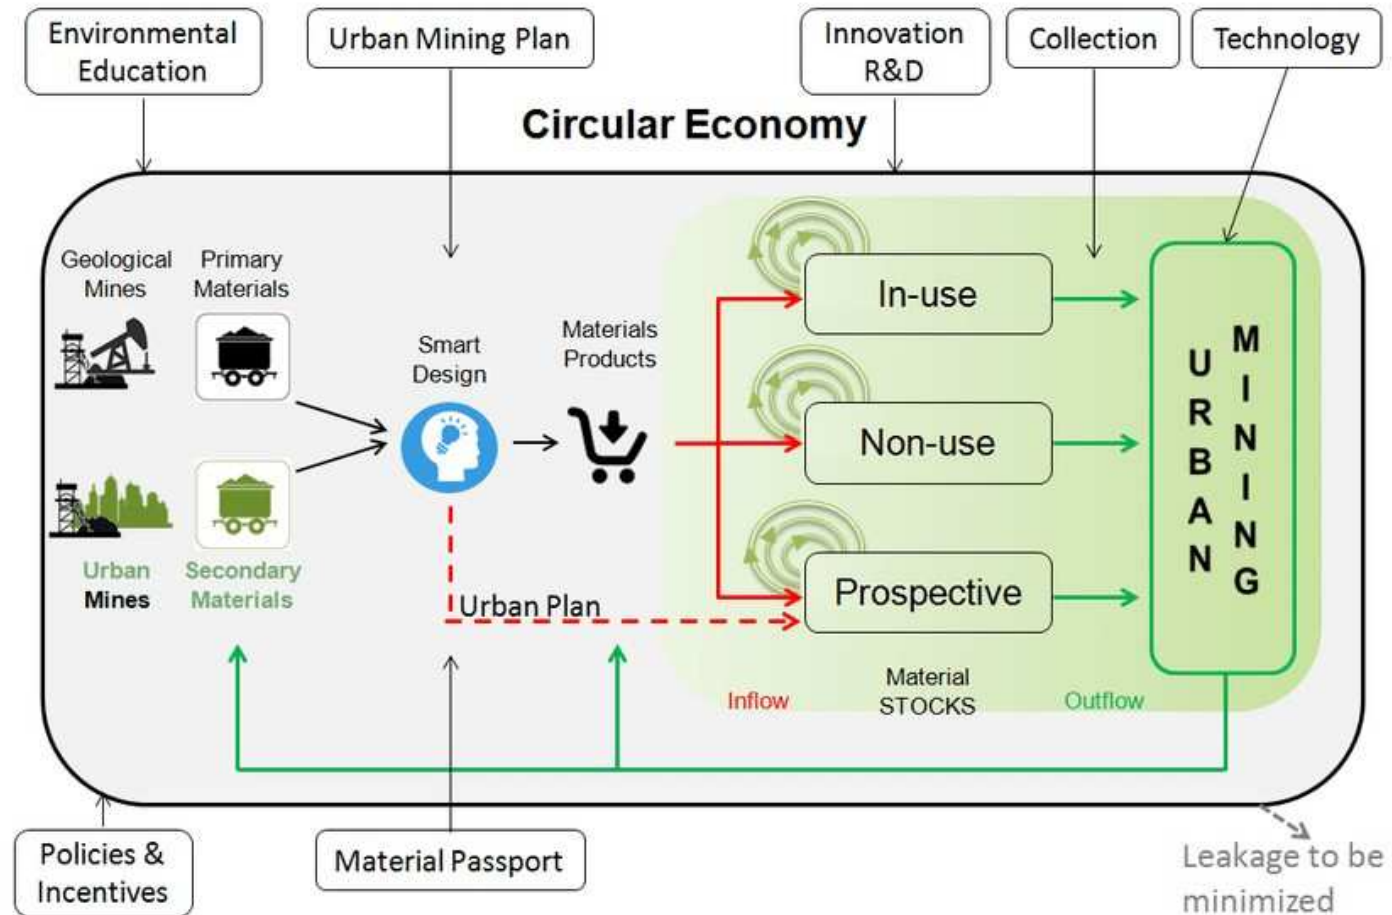 Environmental
Education
Urban Mining Plan
Innovation
R&D
Collection
Technology
Circular Economy
Geological
Mines
Primary
Materials
Smart
Design
Materials
Products
In-use
Non-use
Prospective
URBAN
MINING
Urban
Mines
Secondary
Materials
Urban Plan
Inflow
Material
STOCKS
Outflow
Policies &
Incentives
Material Passport
Leakage to be
minimized